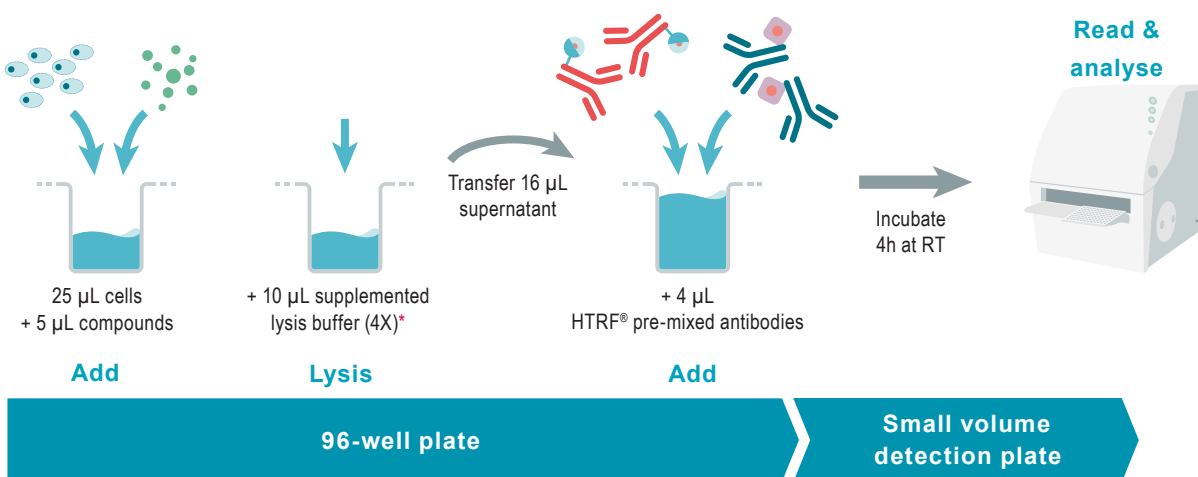 25 µL cells
+ 5 µL compounds
Add
+ 10 µL supplemented
lysis buffer (4X)*
Lysis
Transfer 16 µL
supernatant
+ 4 µL
HTRF® pre-mixed antibodies
Add
Incubate
4h at RT
Read &
analyse
96-well plate
Small volume
detection plate